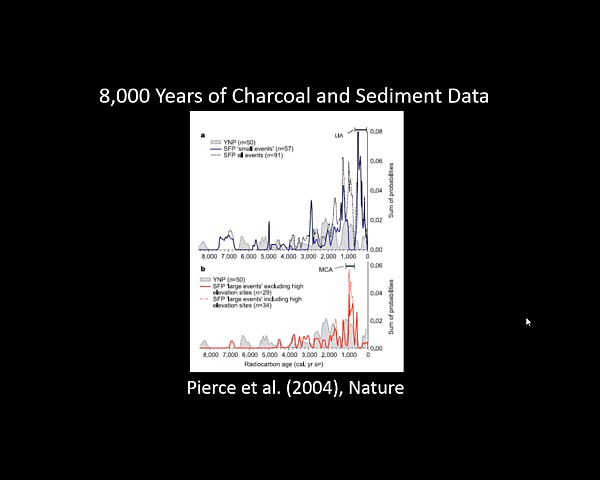 8,000 Years of Charcoal and Sediment Data
a
LIA
0.08
YNP (n=50)
SFP 'small events' (n=57)
SFP all events (n=91)
0.06
0.04
0.02
0.00
Sum of probabilities
8,000 7,000 6,000 5,000 4,000 3,000 2,000 1,000 0
b
MCA
0.06
YNP (n=50)
SFP 'large events' excluding high
elevation sites (n=29)
SFP 'large events' including high
elevation sites (n=34)
0.04
0.02
0.00
Sum of probabilities
8,000 7,000 6,000 5,000 4,000 3,000 2,000 1,000 0
Radiocarbon age (cal. yr BP)
Pierce et al. (2004), Nature